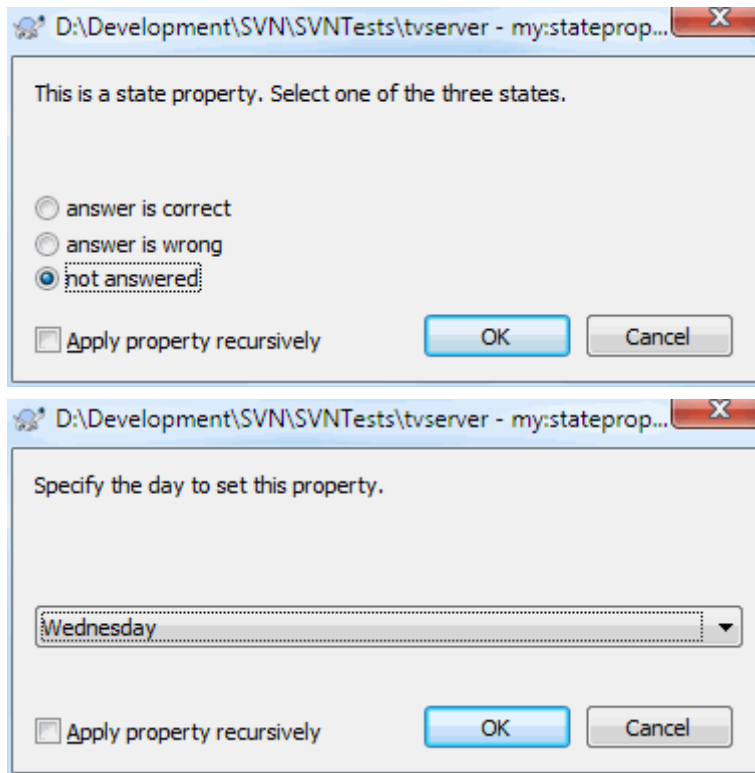 D:\Development\SVN\SVNTests\tvserver - my:stateprop...
This is a state property. Select one of the three states.
answer is correct
answer is wrong
not answered
Apply property recursively OK Cancel
D:\Development\SVN\SVNTests\tvserver - my:stateprop...
Specify the day to set this property.
Wednesday
Apply property recursively OK Cancel